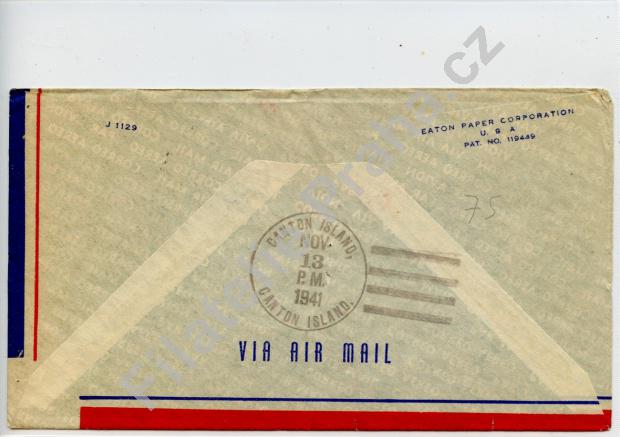 J 1129
EATON PAPER CORPORATION
U. S. A
PAT. NO. 119449
75
CANTON ISLAND,
NOV
13
P.M.
1941
CANTON ISLAND.
VIA AIR MAIL
Filatelie-Praha.cz